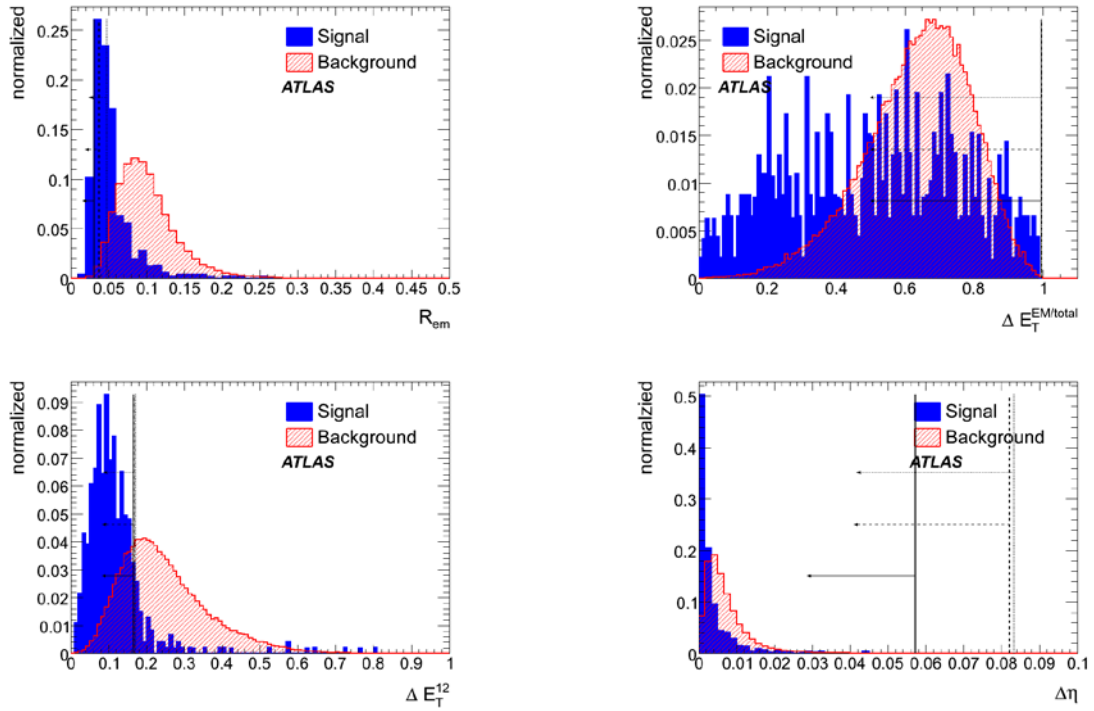 normalized
Signal
Background
ATLAS
0.25
0.2
0.15
0.1
0.05
0
0 0.05 0.1 0.15 0.2 0.25 0.3 0.35 0.4 0.45 0.5
R_em
normalized
Signal
Background
ATLAS
0.025
0.02
0.015
0.01
0.005
0
0 0.2 0.4 0.6 0.8 1
Δ E_T^EM/total
normalized
Signal
Background
ATLAS
0.09
0.08
0.07
0.06
0.05
0.04
0.03
0.02
0.01
0
0 0.1 0.2 0.3 0.4 0.5 0.6 0.7 0.8 0.9 1
Δ E_T^12
normalzied
Signal
Background
ATLAS
0.5
0.4
0.3
0.2
0.1
0
0 0.01 0.02 0.03 0.04 0.05 0.06 0.07 0.08 0.09 0.1
Δη